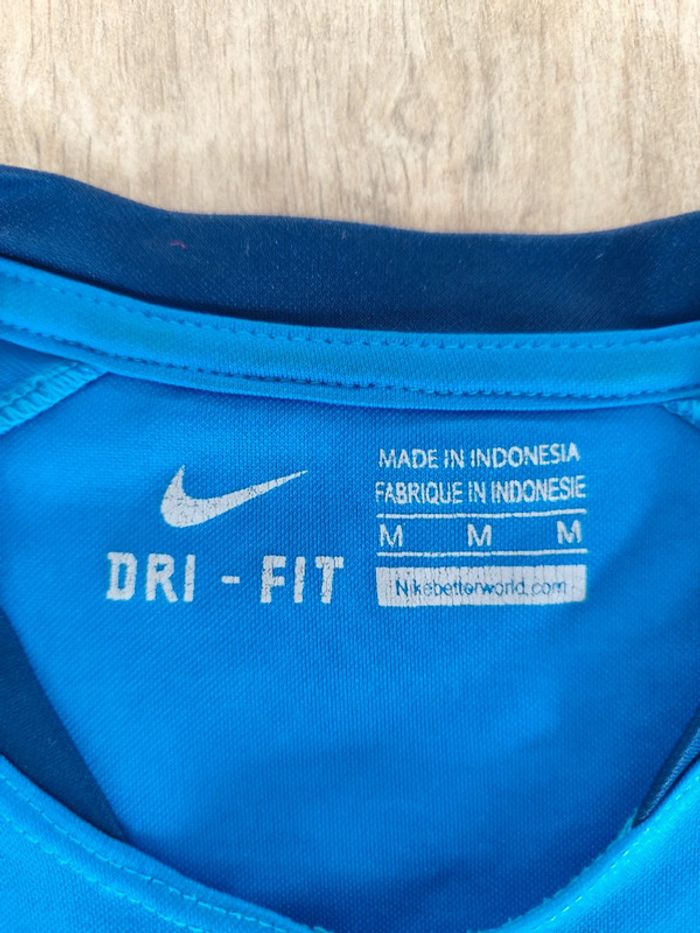 DRI - FIT
MADE IN INDONESIA
FABRIQUE IN INDONESIE
M M M
Nikebetterworld.com